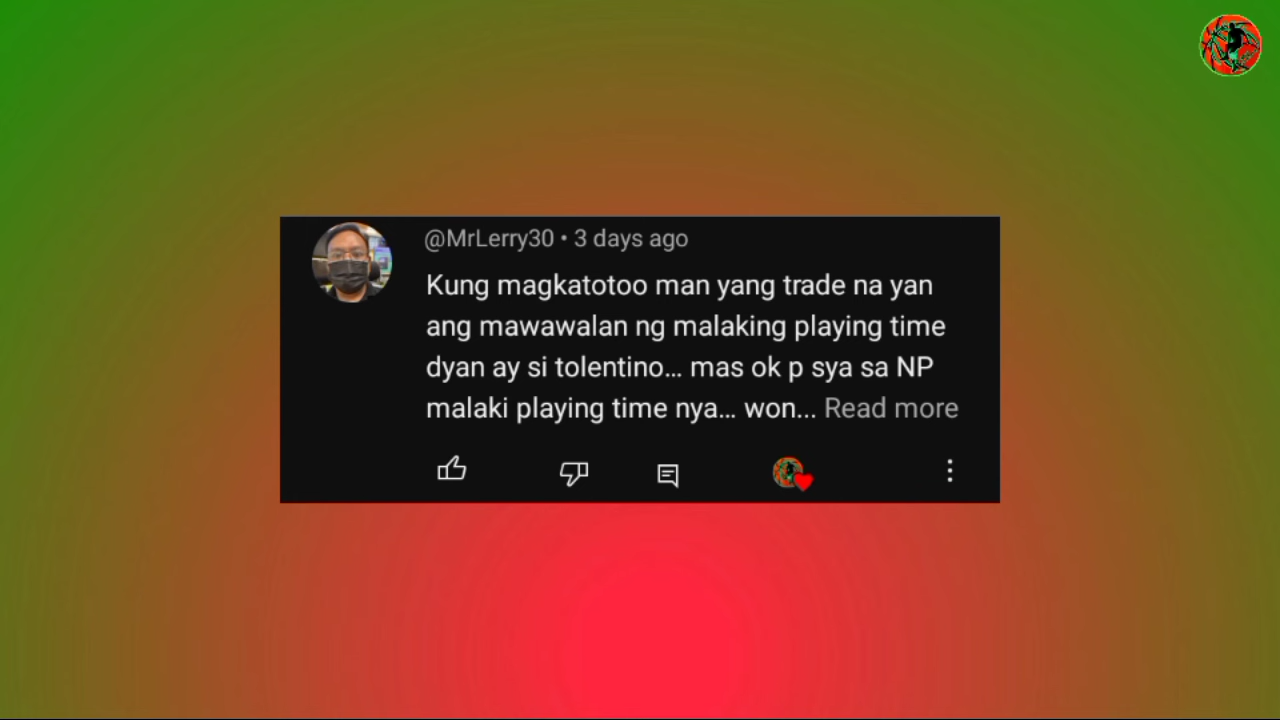 @MrLerry30 • 3 days ago
Kung magkatotoo man yang trade na yan
ang mawawalan ng malaking playing time
dyan ay si tolentino... mas ok p sya sa NP
malaki playing time nya... won... Read more